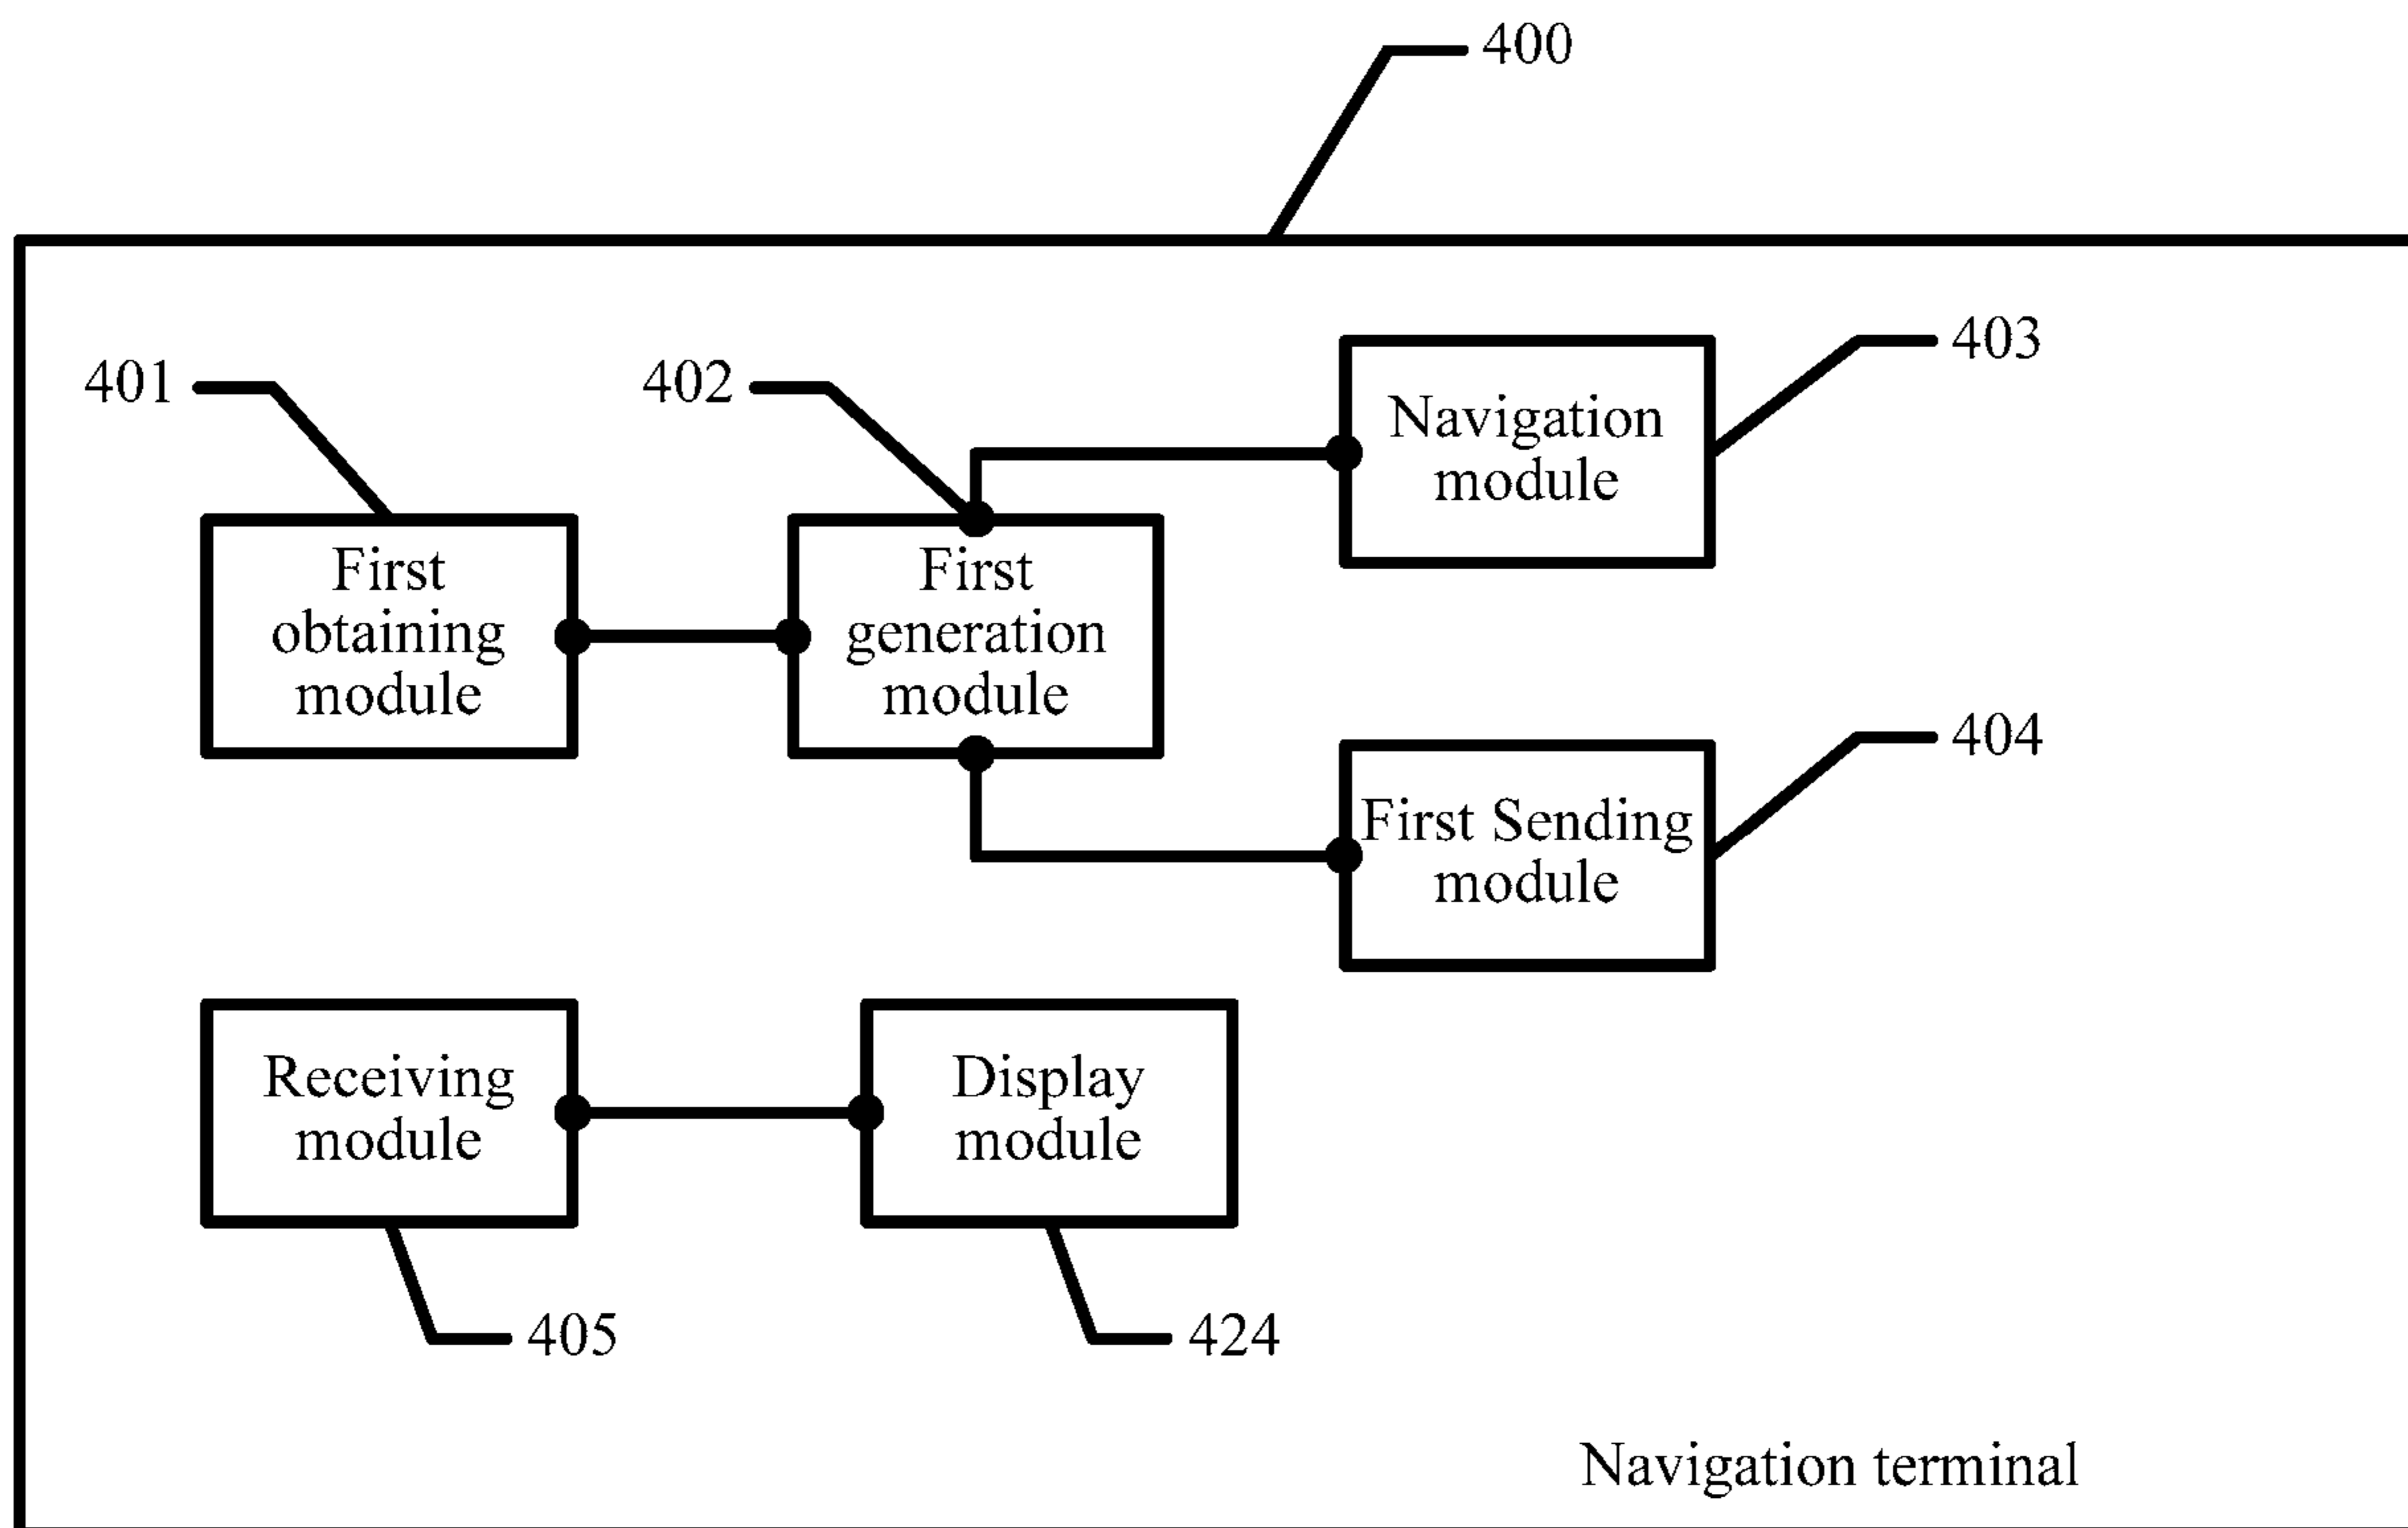 400
401
402
403
First
obtaining
module
First
generation
module
Navigation
module
404
First Sending
module
Receiving
module
Display
module
405
424
Navigation terminal